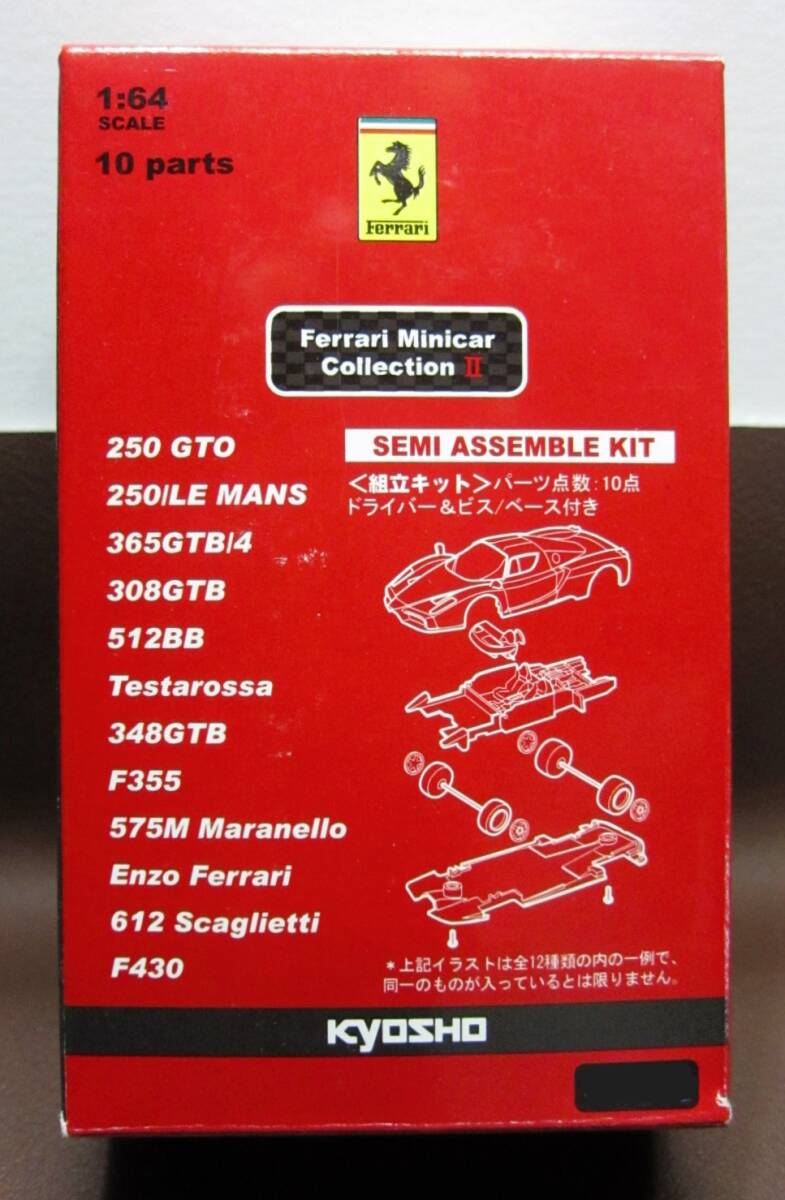 1:64
SCALE
10 parts
Ferrari
Ferrari Minicar
Collection II
250 GTO
250/LE MANS
365GTB/4
308GTB
512BB
Testarossa
348GTB
F355
575M Maranello
Enzo Ferrari
612 Scaglietti
F430
SEMI ASSEMBLE KIT
<組立キット>パーツ点数:10点
ドライバー&ビス/ベース付き
*上記イラストは全12種類の内の一例で、
同一のものが入っているとは限りません。
KYOSHO